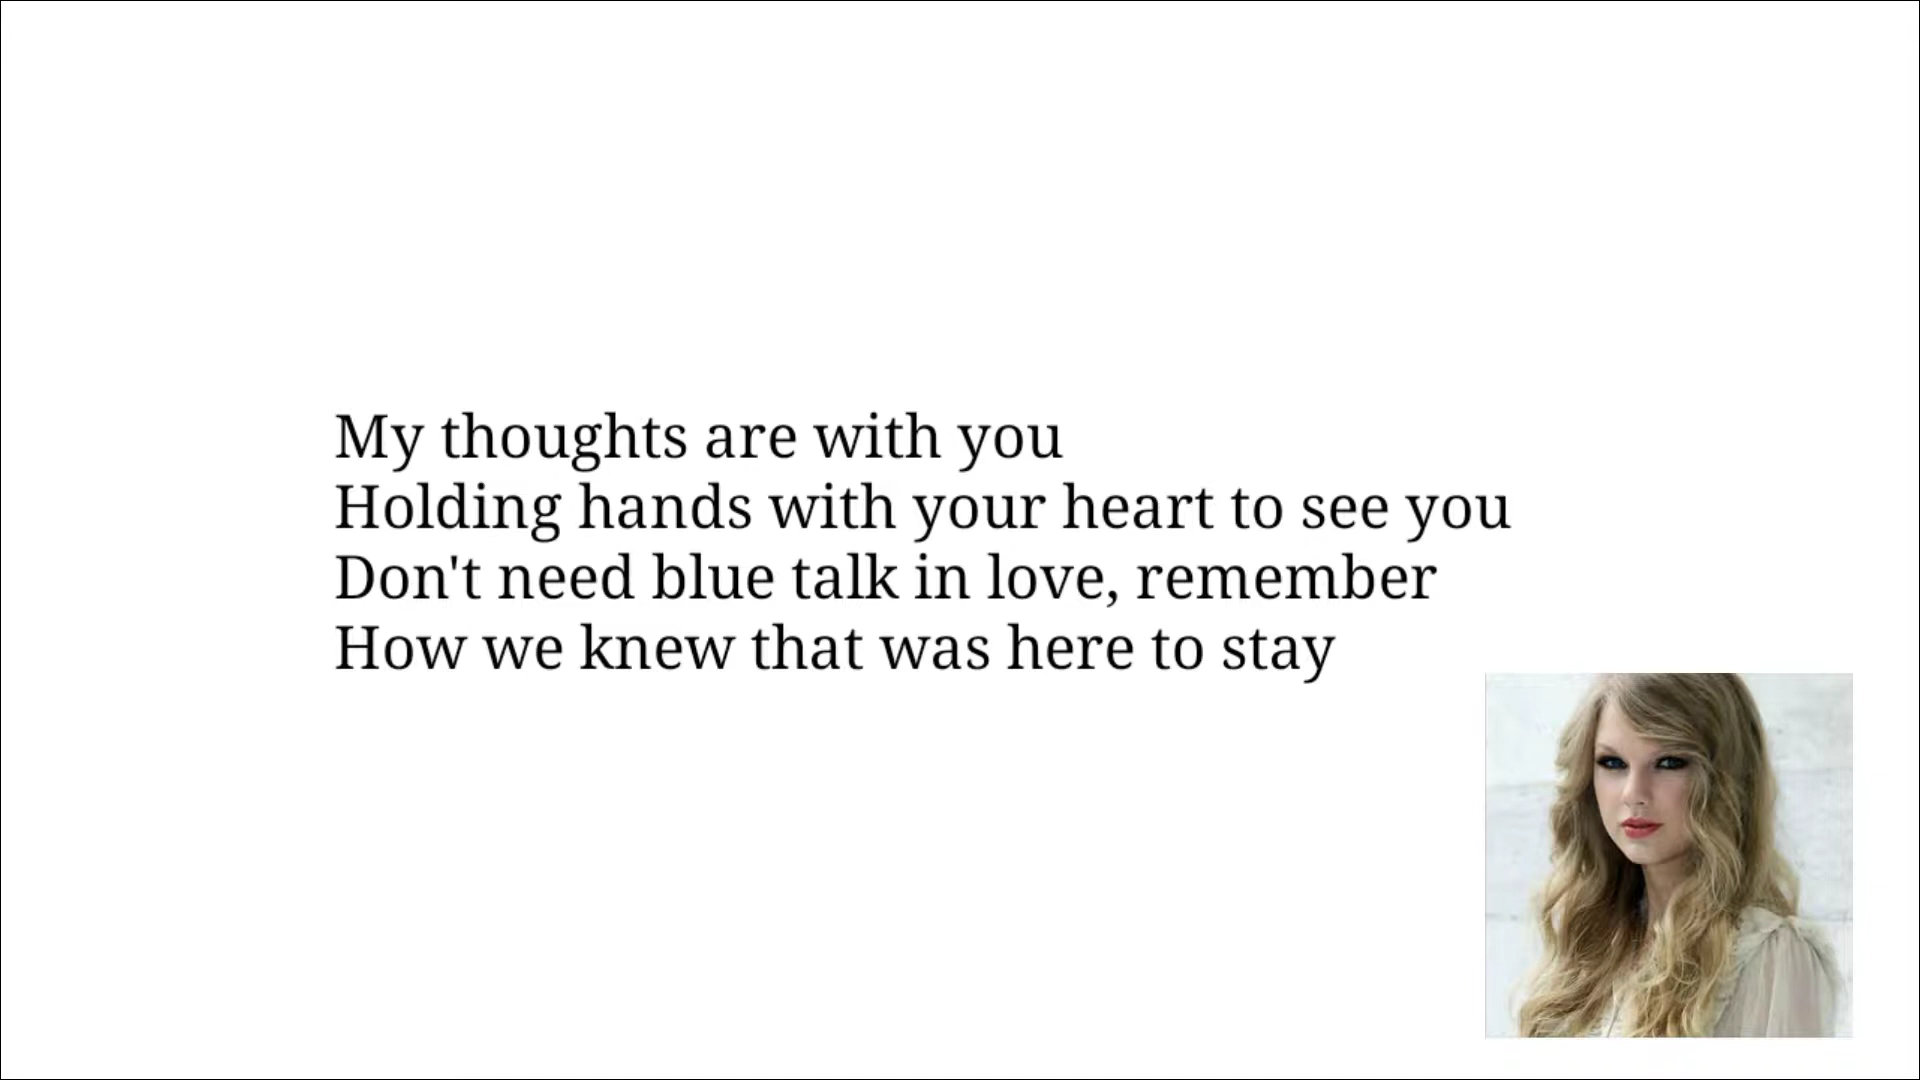 My thoughts are with you
Holding hands with your heart to see you
Don't need blue talk in love, remember
How we knew that was here to stay